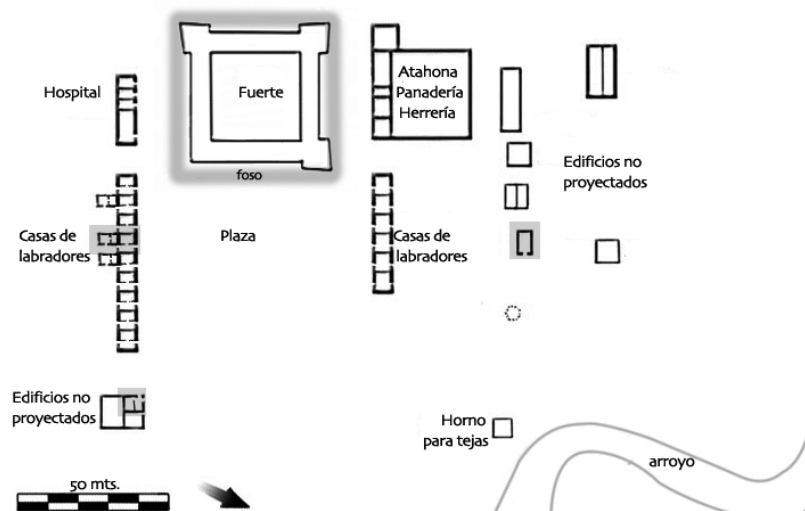 Hospital
Fuerte
foso
Atahona
Panadería
Herrería
Edificios no
proyectados
Casas de
labradores
Plaza
Casas de
labradores
Edificios no
proyectados
Horno
para tejas
arroyo
50 mts.